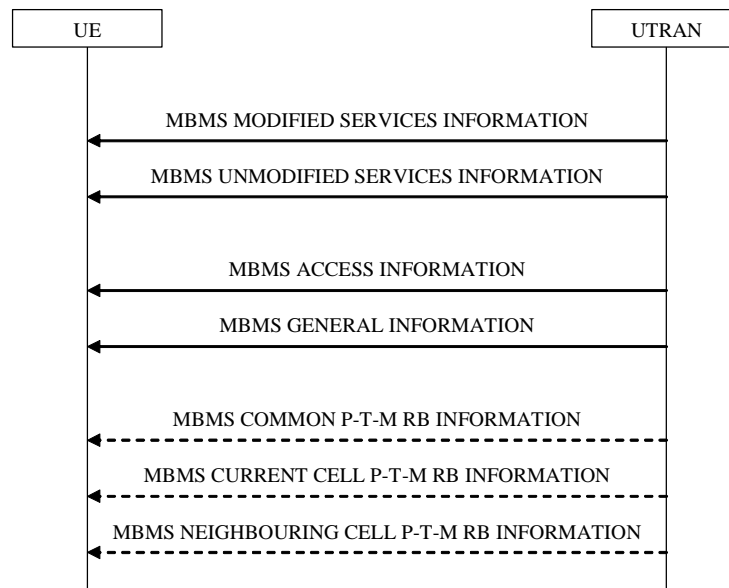 UE
UTRAN
MBMS MODIFIED SERVICES INFORMATION
MBMS UNMODIFIED SERVICES INFORMATION
MBMS ACCESS INFORMATION
MBMS GENERAL INFORMATION
MBMS COMMON P-T-M RB INFORMATION
MBMS CURRENT CELL P-T-M RB INFORMATION
MBMS NEIGHBOURING CELL P-T-M RB INFORMATION